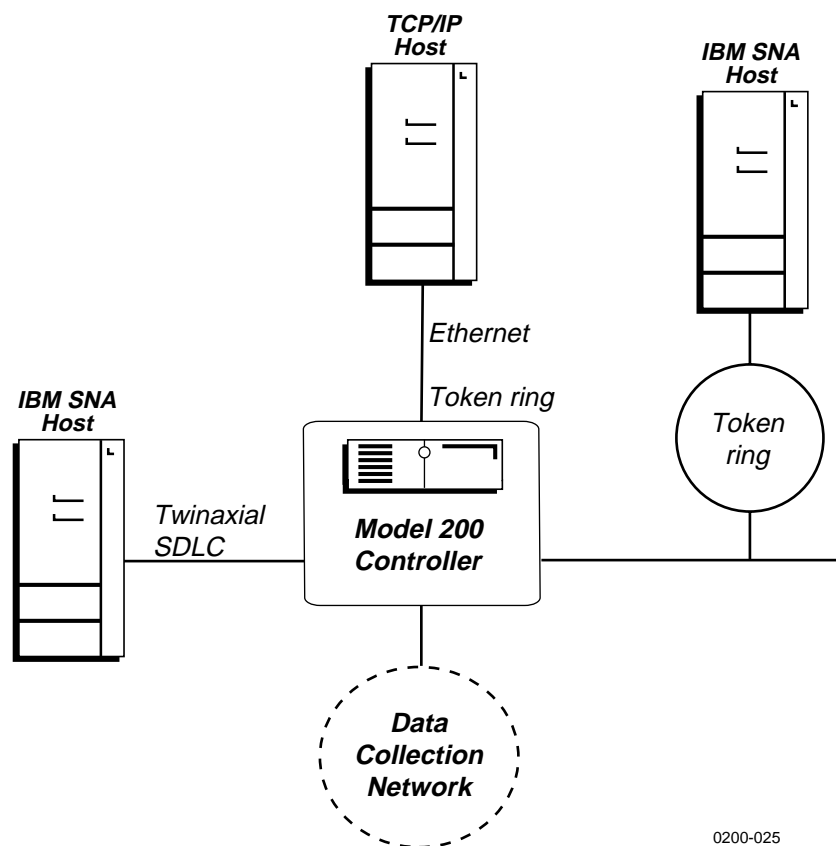 TCP/IP
Host
IBM SNA
Host
Ethernet
Token ring
IBM SNA
Host
Token
ring
Twinaxial
SDLC
Model 200
Controller
Data
Collection
Network
0200-025